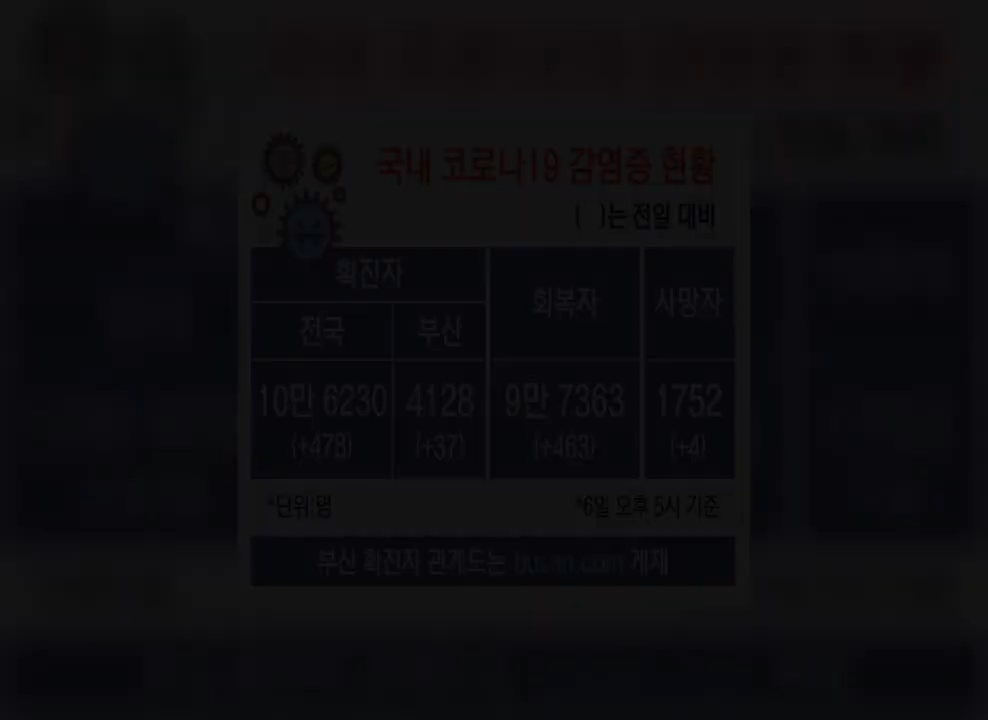 국내 코로나19 감염증 현황
( )는 전일 대비
확진자
회복자
사망자
전국
부산
10만 6230
4128
9만 7363
1752
(+478)
(+37)
(+463)
(+4)
*단위:명
*6일 오후 5시 기준
부산 확진자 관계도는 busan.com 게재